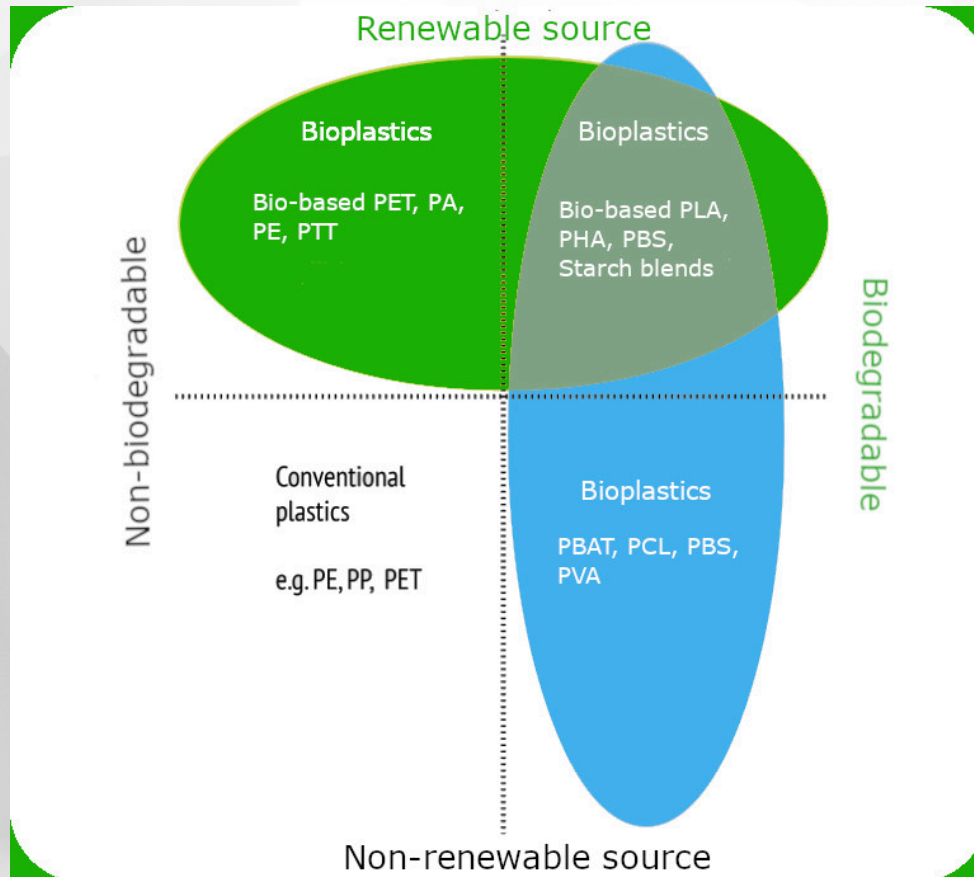 Renewable source
Bioplastics
Bio-based PET, PA,
PE, PTT
Bioplastics
Bio-based PLA,
PHA, PBS,
Starch blends
Non-biodegradable
Biodegradable
Conventional
plastics
e.g. PE, PP, PET
Bioplastics
PBAT, PCL, PBS,
PVA
Non-renewable source